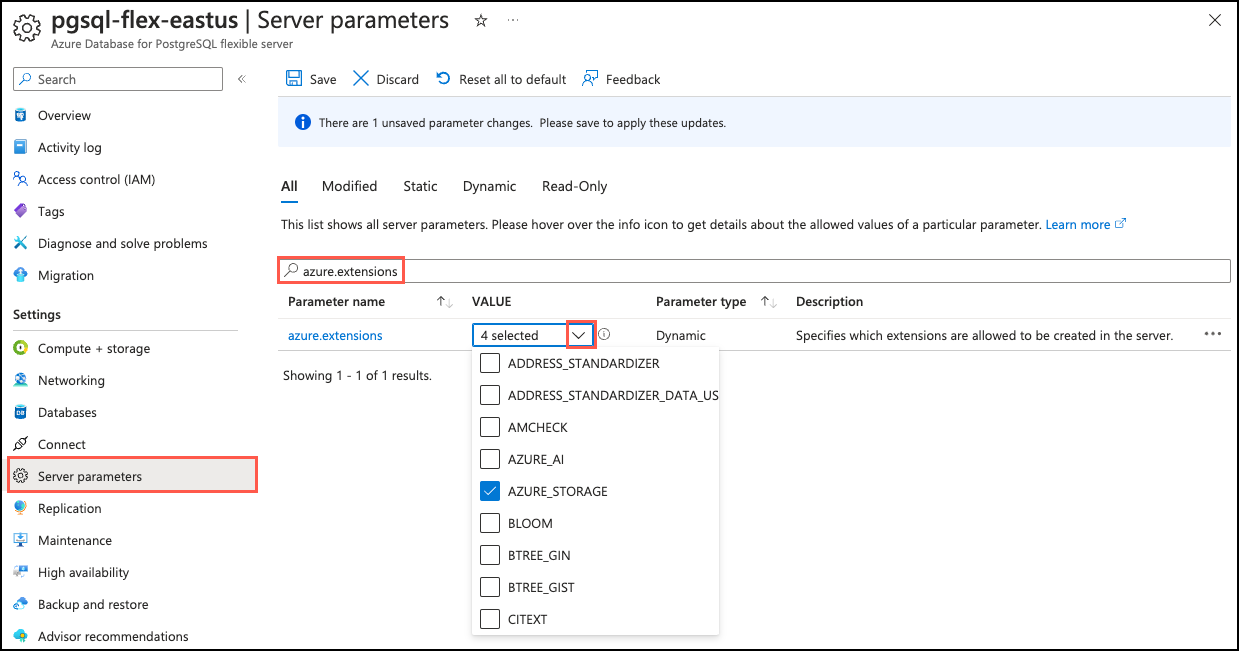 pgsql-flex-eastus | Server parameters
Azure Database for PostgreSQL flexible server
Search
Overview
Activity log
Access control (IAM)
Tags
Diagnose and solve problems
Migration
Settings
Compute + storage
Networking
Databases
Connect
Server parameters
Replication
Maintenance
High availability
Backup and restore
Advisor recommendations
Save Discard Reset all to default Feedback
There are 1 unsaved parameter changes. Please save to apply these updates.
All Modified Static Dynamic Read-Only
This list shows all server parameters. Please hover over the info icon to get details about the allowed values of a particular parameter. Learn more
azure.extensions
Parameter name VALUE Parameter type Description
azure.extensions 4 selected Dynamic Specifies which extensions are allowed to be created in the server.
Showing 1 - 1 of 1 results.
ADDRESS_STANDARDIZER
ADDRESS_STANDARDIZER_DATA_US
AMCHECK
AZURE_AI
AZURE_STORAGE
BLOOM
BTREE_GIN
BTREE_GIST
CITEXT